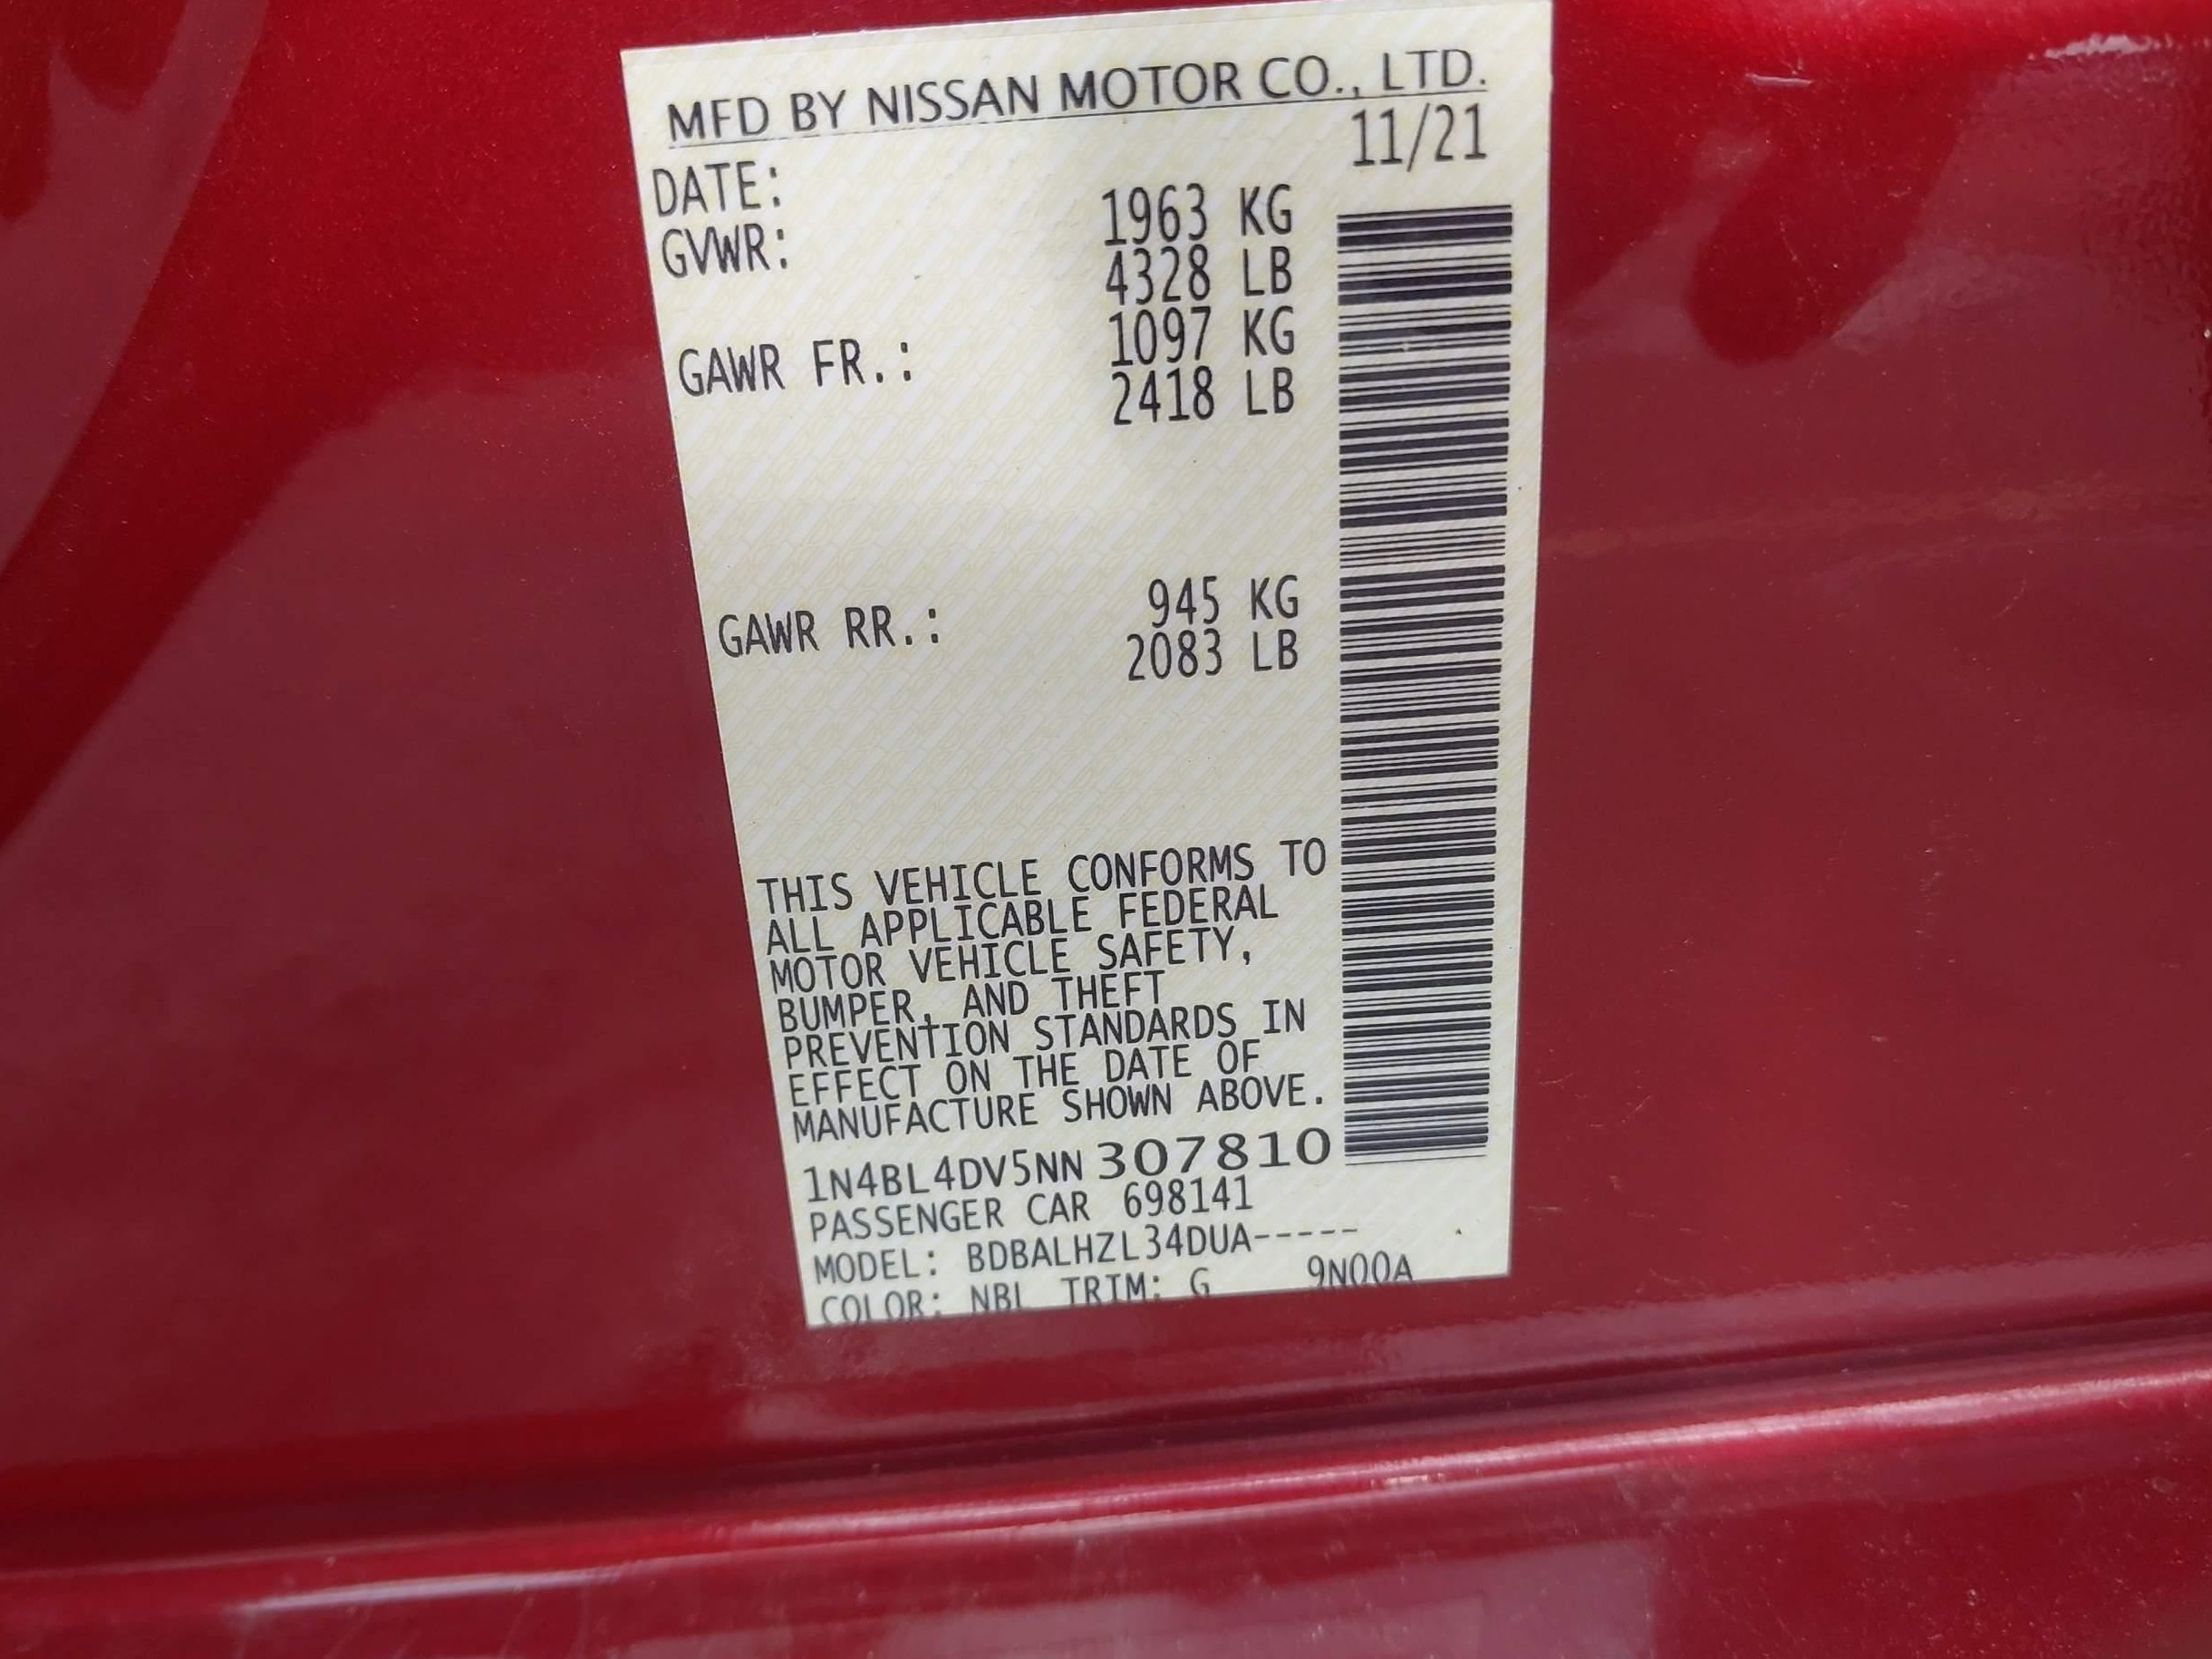 MFD BY NISSAN MOTOR CO., LTD.
DATE: 11/21
GVWR: 1963 KG
4328 LB
GAWR FR.: 1097 KG
2418 LB
GAWR RR.: 945 KG
2083 LB
THIS VEHICLE CONFORMS TO
ALL APPLICABLE FEDERAL
MOTOR VEHICLE SAFETY,
BUMPER, AND THEFT
PREVENTION STANDARDS IN
EFFECT ON THE DATE OF
MANUFACTURE SHOWN ABOVE.
1N4BL4DV5NN307810
PASSENGER CAR 698141
MODEL: BDBALHZL34DUA-----
COLOR: NBL TRIM: G 9N00A